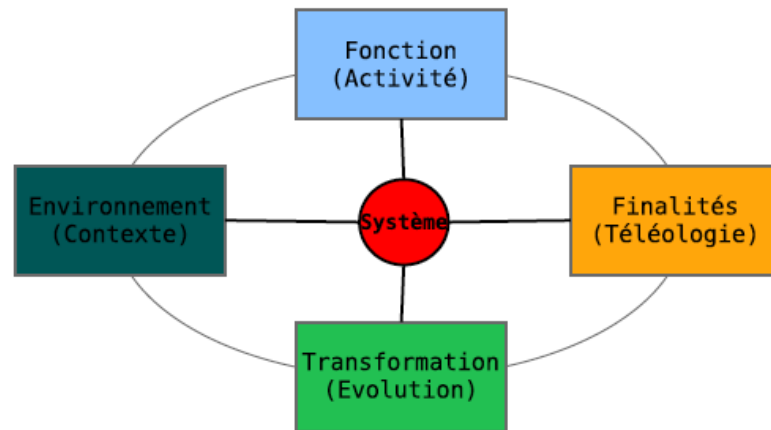 Fonction
(Activité)
Environnement
(Contexte)
Système
Finalités
(Téléologie)
Transformation
(Evolution)